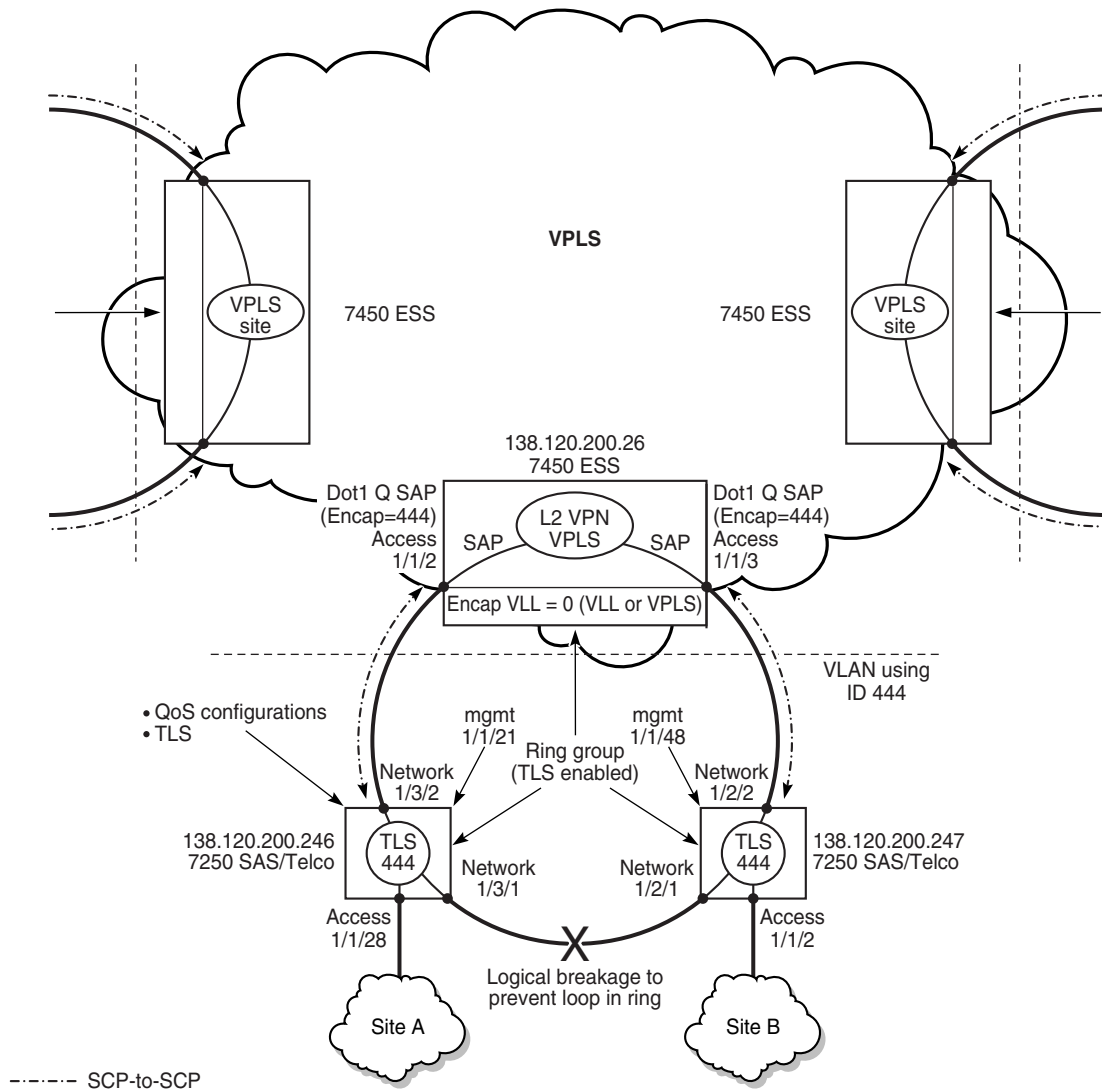 VPLS
VPLS
site
7450 ESS
7450 ESS
VPLS
site
138.120.200.26
7450 ESS
Dot1 Q SAP
(Encap=444)
Access
1/1/2
SAP
L2 VPN
VPLS
SAP
Dot1 Q SAP
(Encap=444)
Access
1/1/3
Encap VLL = 0 (VLL or VPLS)
VLAN using
ID 444
• QoS configurations
• TLS
mgmt
1/1/21
Ring group
(TLS enabled)
mgmt
1/1/48
Network
1/3/2
Network
1/2/2
138.120.200.246
7250 SAS/Telco
TLS
444
Network
1/3/1
Network
1/2/1
TLS
444
138.120.200.247
7250 SAS/Telco
Access
1/1/28
X
Access
1/1/2
Logical breakage to
prevent loop in ring
Site A
Site B
SCP-to-SCP